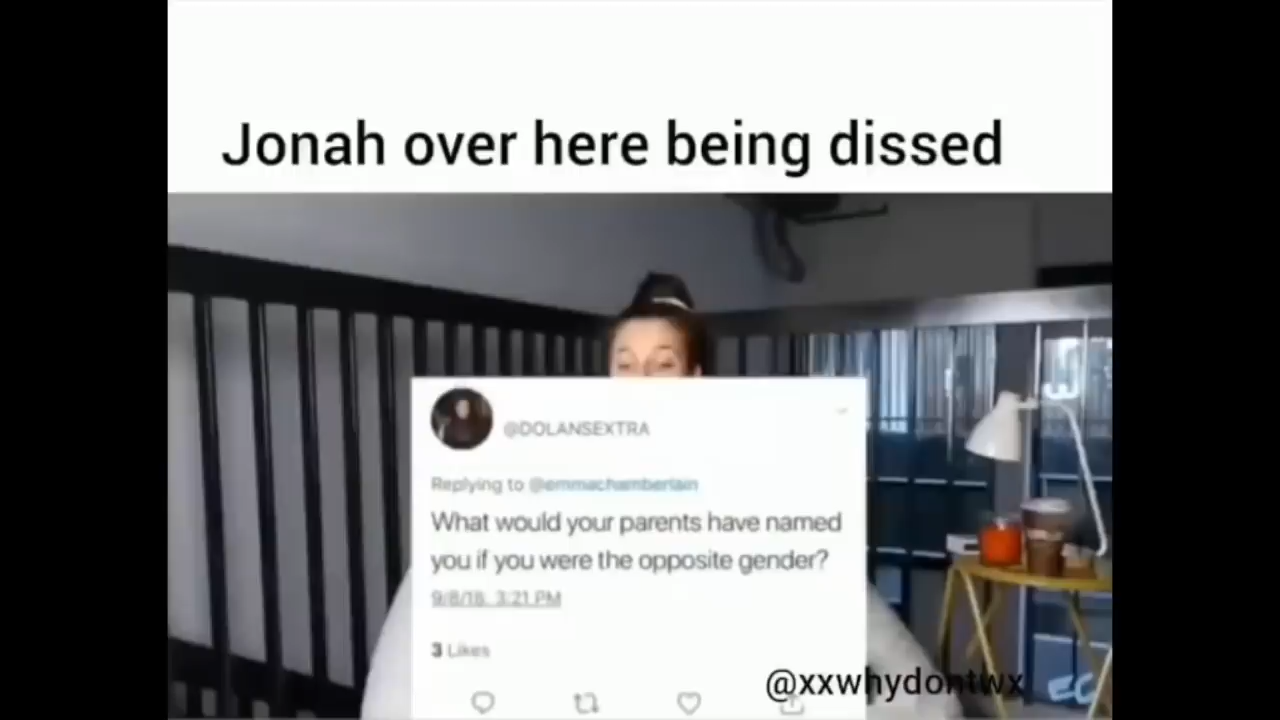 Jonah over here being dissed
@DOLANSEXTRA
Replying to @emmachamberlain
What would your parents have named
you if you were the opposite gender?
9/8/18, 3:21 PM
3 Likes
@xxwhydontwx
EC